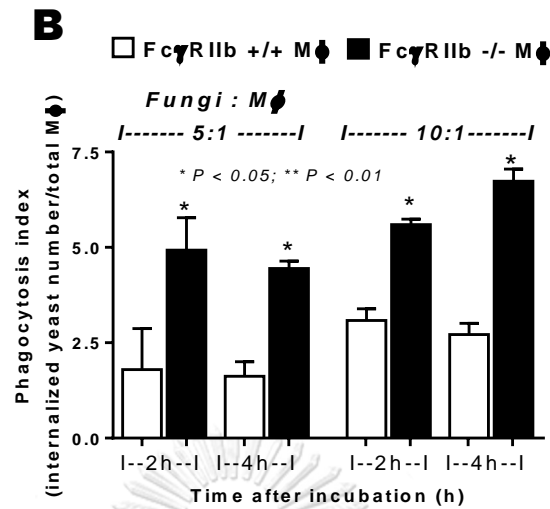 B
FcγRIIb +/+ Mϕ FcγRIIb -/- Mϕ
Fungi : Mϕ
I------- 5:1 -------I I------- 10:1-------I
* P < 0.05; ** P < 0.01
* * * *
7.5
5.0
2.5
0.0
Phagocytosis index
(internalized yeast number/total Mϕ)
I--2h--I I--4h--I I--2h--I I--4h--I
Time after incubation (h)